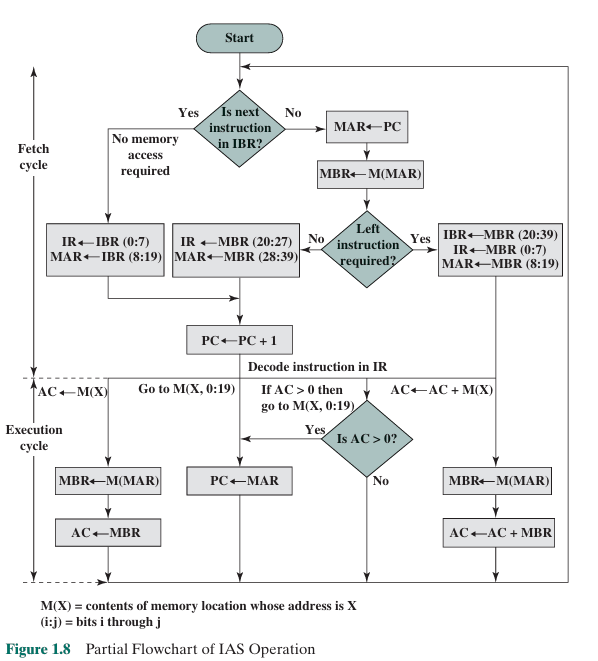 Start
Yes
Is next
instruction
in IBR?
No
MAR←PC
No memory
access
required
Fetch
cycle
MBR←M(MAR)
IR←IBR (0:7)
MAR←IBR (8:19)
IR ←MBR (20:27)
MAR←MBR (28:39)
No
Left
instruction
required?
Yes
IBR←MBR (20:39)
IR←MBR (0:7)
MAR←MBR (8:19)
PC←PC + 1
Decode instruction in IR
AC←M(X)
Go to M(X, 0:19)
If AC > 0 then
go to M(X, 0:19)
AC←AC + M(X)
Execution
cycle
Yes
Is AC > 0?
No
MBR←M(MAR)
PC←MAR
MBR←M(MAR)
AC←MBR
AC←AC + MBR
M(X) = contents of memory location whose address is X
(i:j) = bits i through j
Figure 1.8 Partial Flowchart of IAS Operation